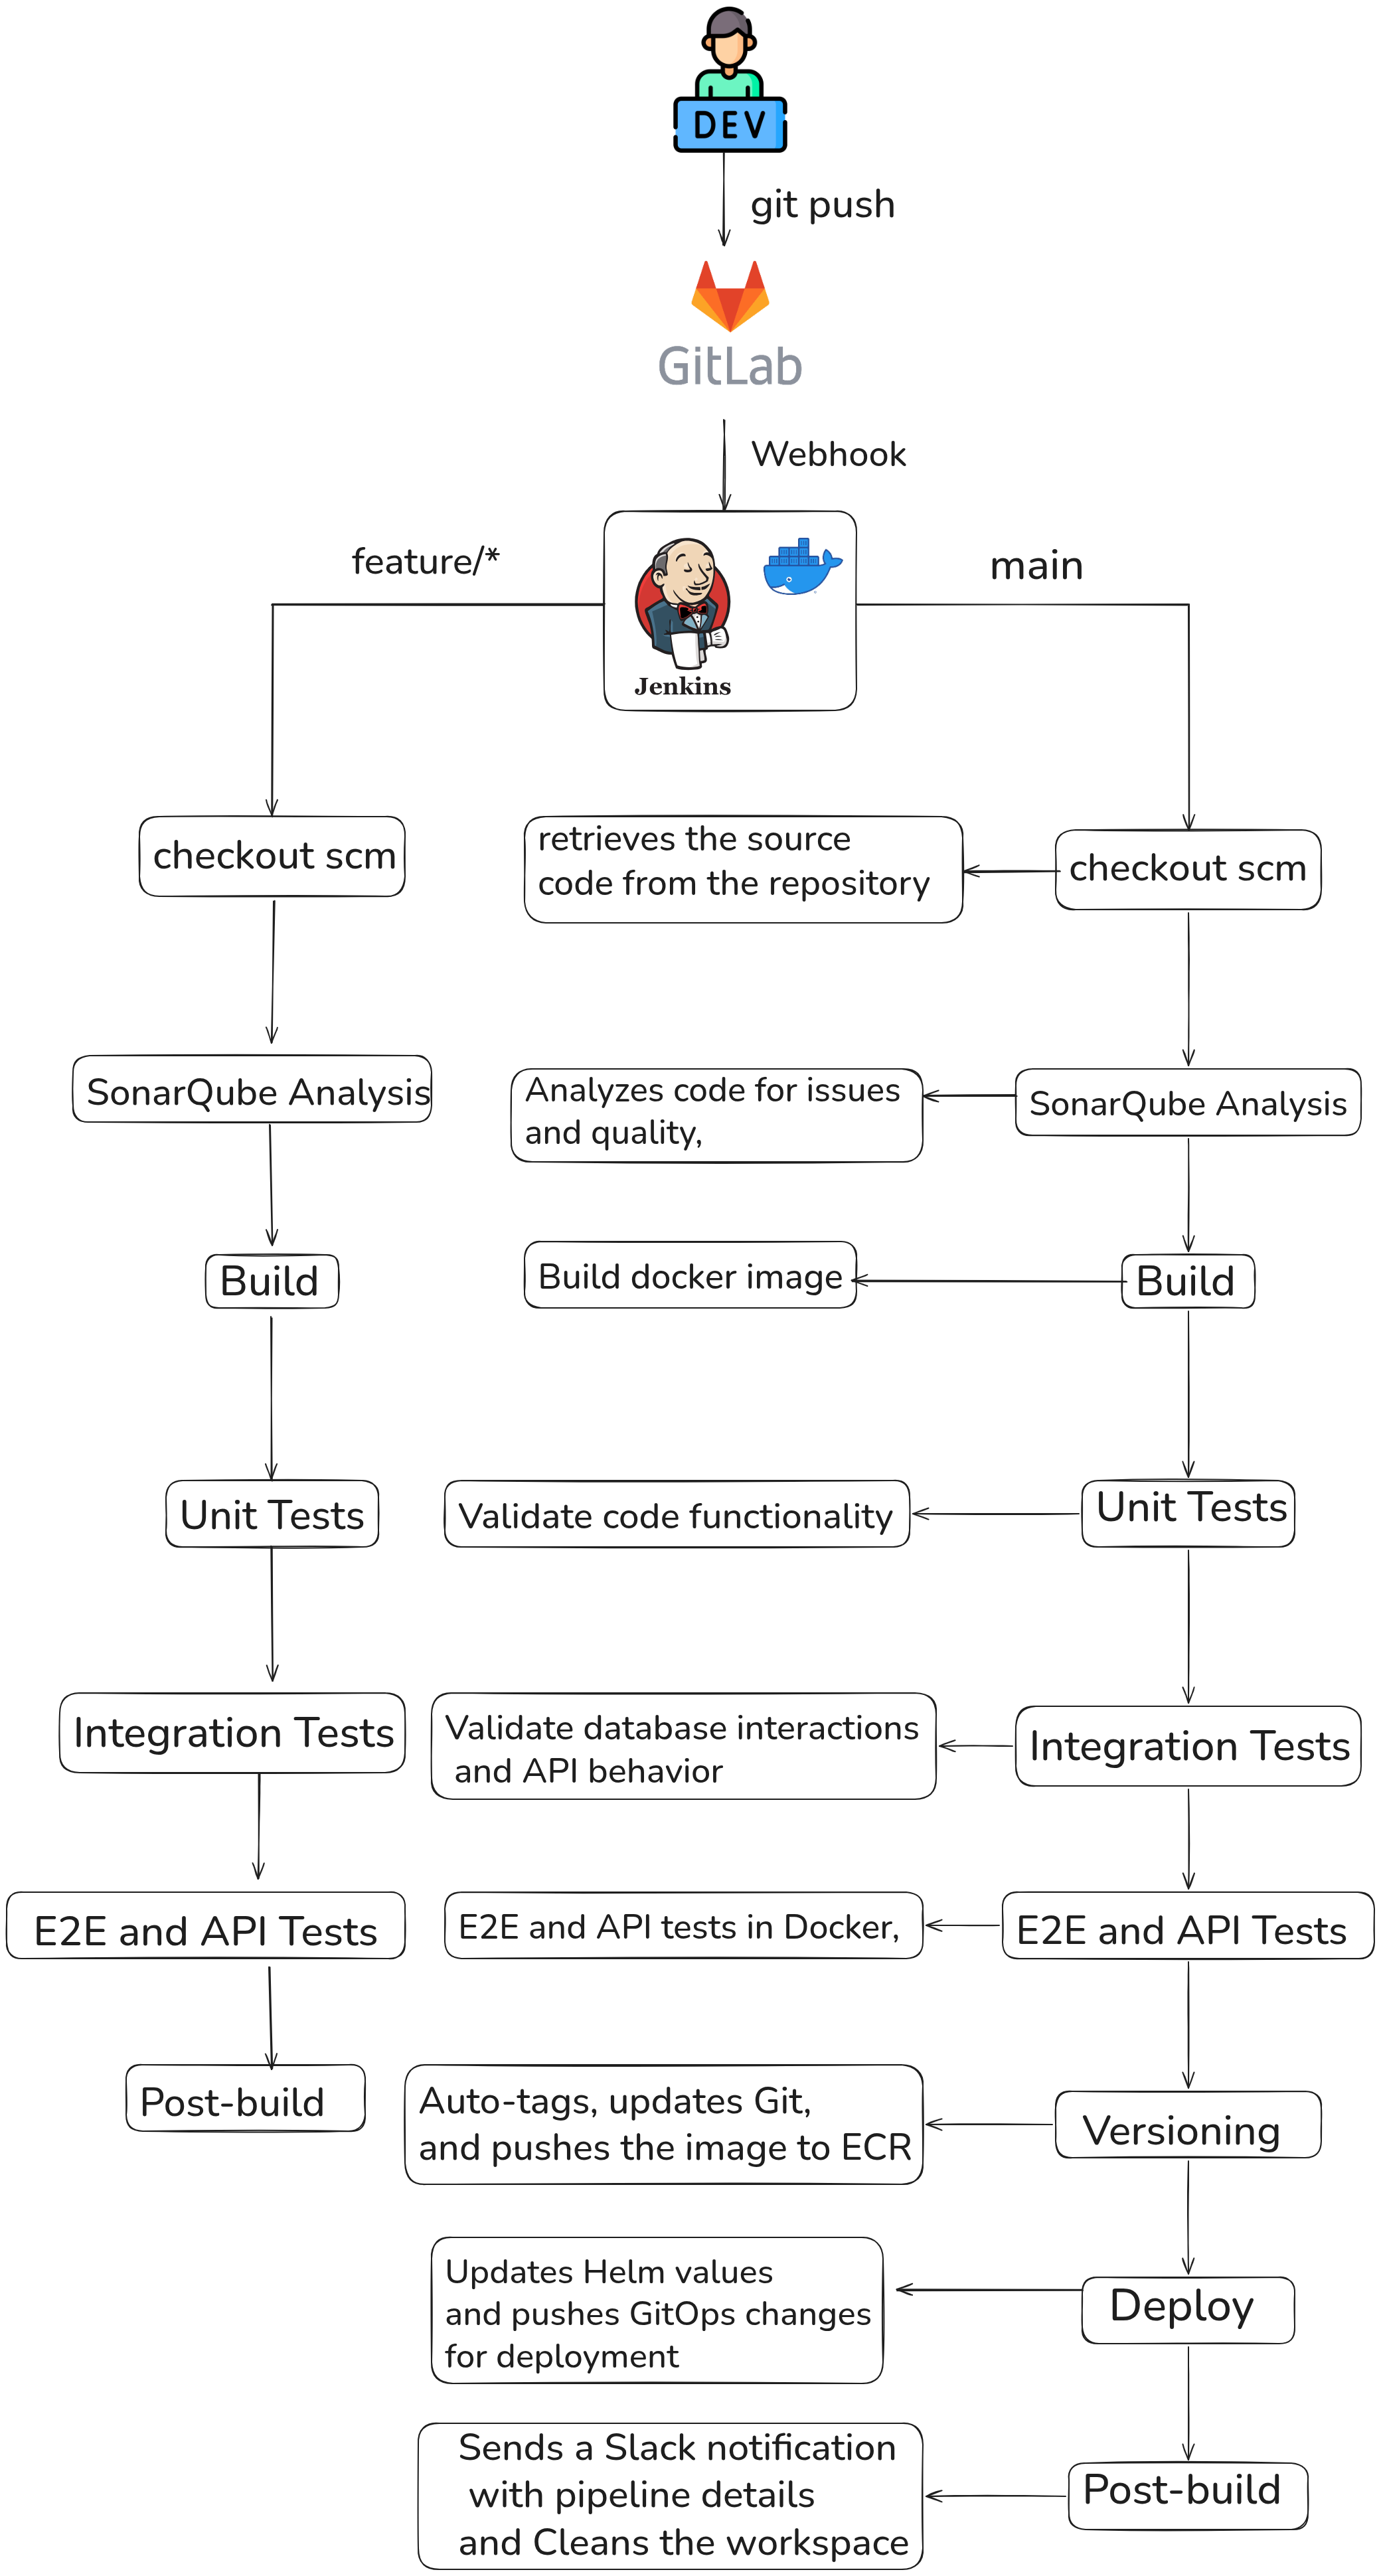 DEV
git push
GitLab
Webhook
feature/*
main
Jenkins
checkout scm
retrieves the source
code from the repository
checkout scm
SonarQube Analysis
Analyzes code for issues
and quality,
SonarQube Analysis
Build
Build docker image
Build
Unit Tests
Validate code functionality
Unit Tests
Integration Tests
Validate database interactions
and API behavior
Integration Tests
E2E and API Tests
E2E and API tests in Docker,
E2E and API Tests
Post-build
Auto-tags, updates Git,
and pushes the image to ECR
Versioning
Updates Helm values
and pushes GitOps changes
for deployment
Deploy
Sends a Slack notification
with pipeline details
and Cleans the workspace
Post-build